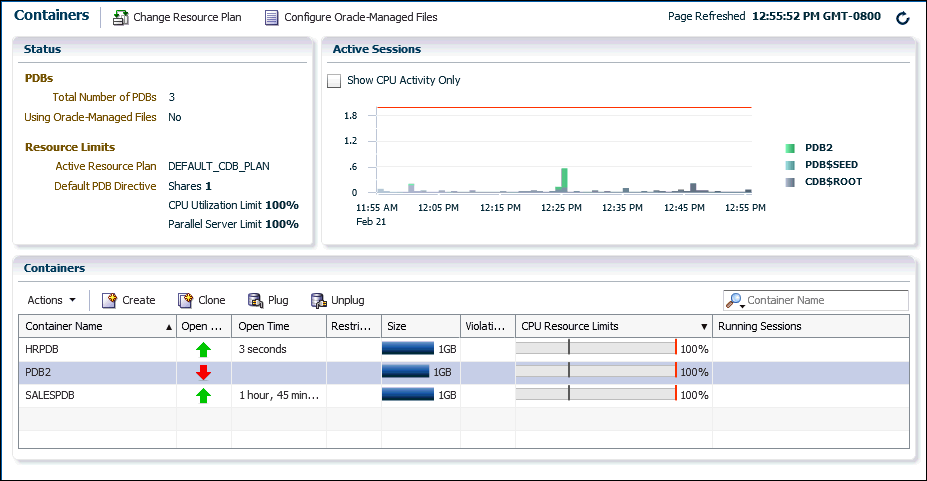 Containers Change Resource Plan Configure Oracle-Managed Files Page Refreshed 12:55:52 PM GMT-0800
Status
PDBs
Total Number of PDBs 3
Using Oracle-Managed Files No
Resource Limits
Active Resource Plan DEFAULT_CDB_PLAN
Default PDB Directive Shares 1
CPU Utilization Limit 100%
Parallel Server Limit 100%
Active Sessions
Show CPU Activity Only
1.8
1.2
.6
0
11:55 AM 12:05 PM 12:15 PM 12:25 PM 12:35 PM 12:45 PM 12:55 PM
Feb 21
PDB2
PDB$SEED
CDB$ROOT
Containers
Actions Create Clone Plug Unplug Container Name
Container Name Open ... Open Time Restri... Size Violati... CPU Resource Limits Running Sessions
HRPDB 3 seconds 1GB 100%
PDB2 1GB 100%
SALESPDB 1 hour, 45 min... 1GB 100%